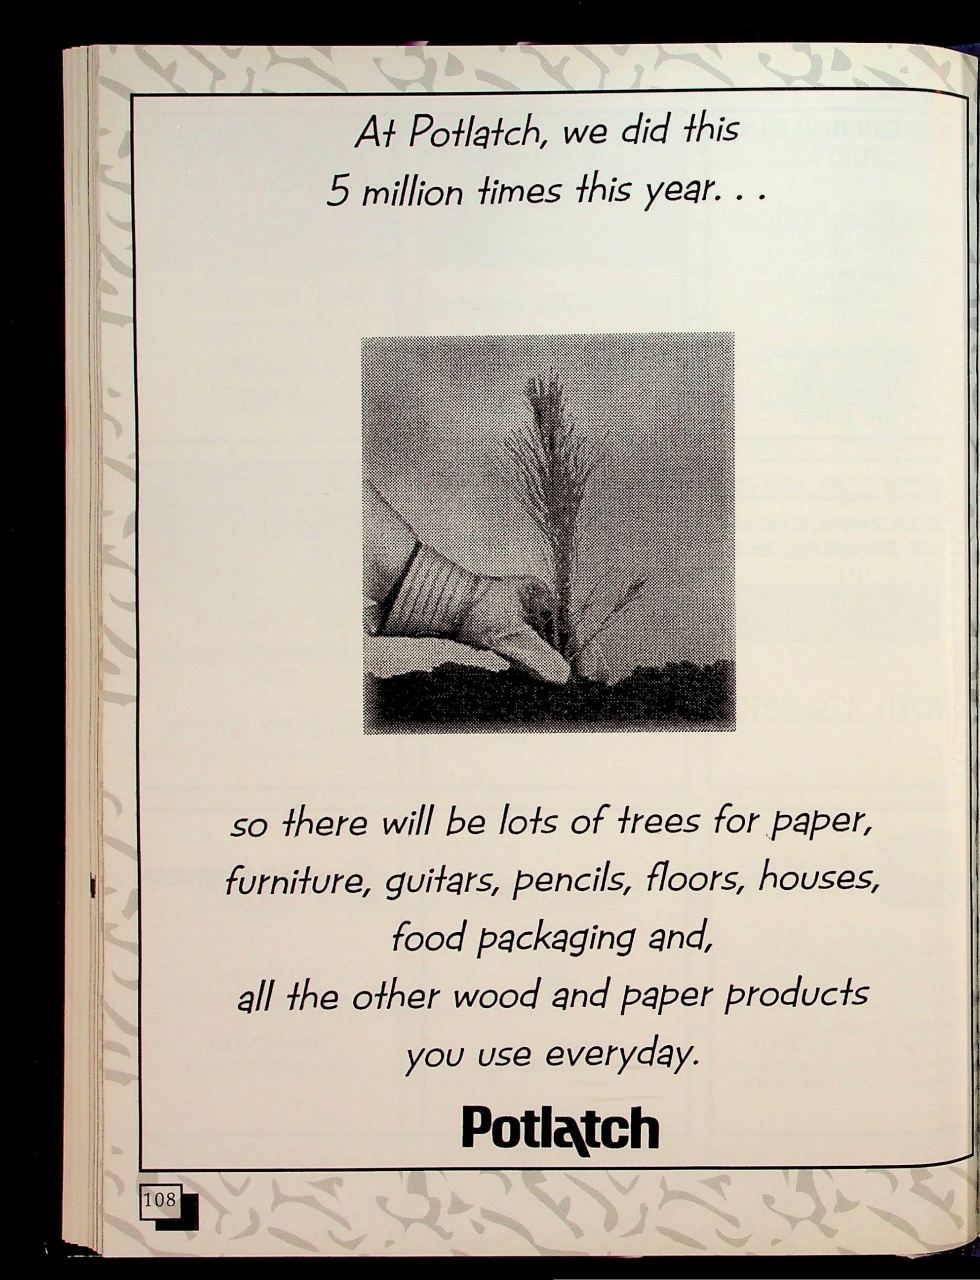 At Potlatch, we did this
5 million times this year. . .
so there will be lots of trees for paper,
furniture, guitars, pencils, floors, houses,
food packaging and,
all the other wood and paper products
you use everyday.
Potlatch
108